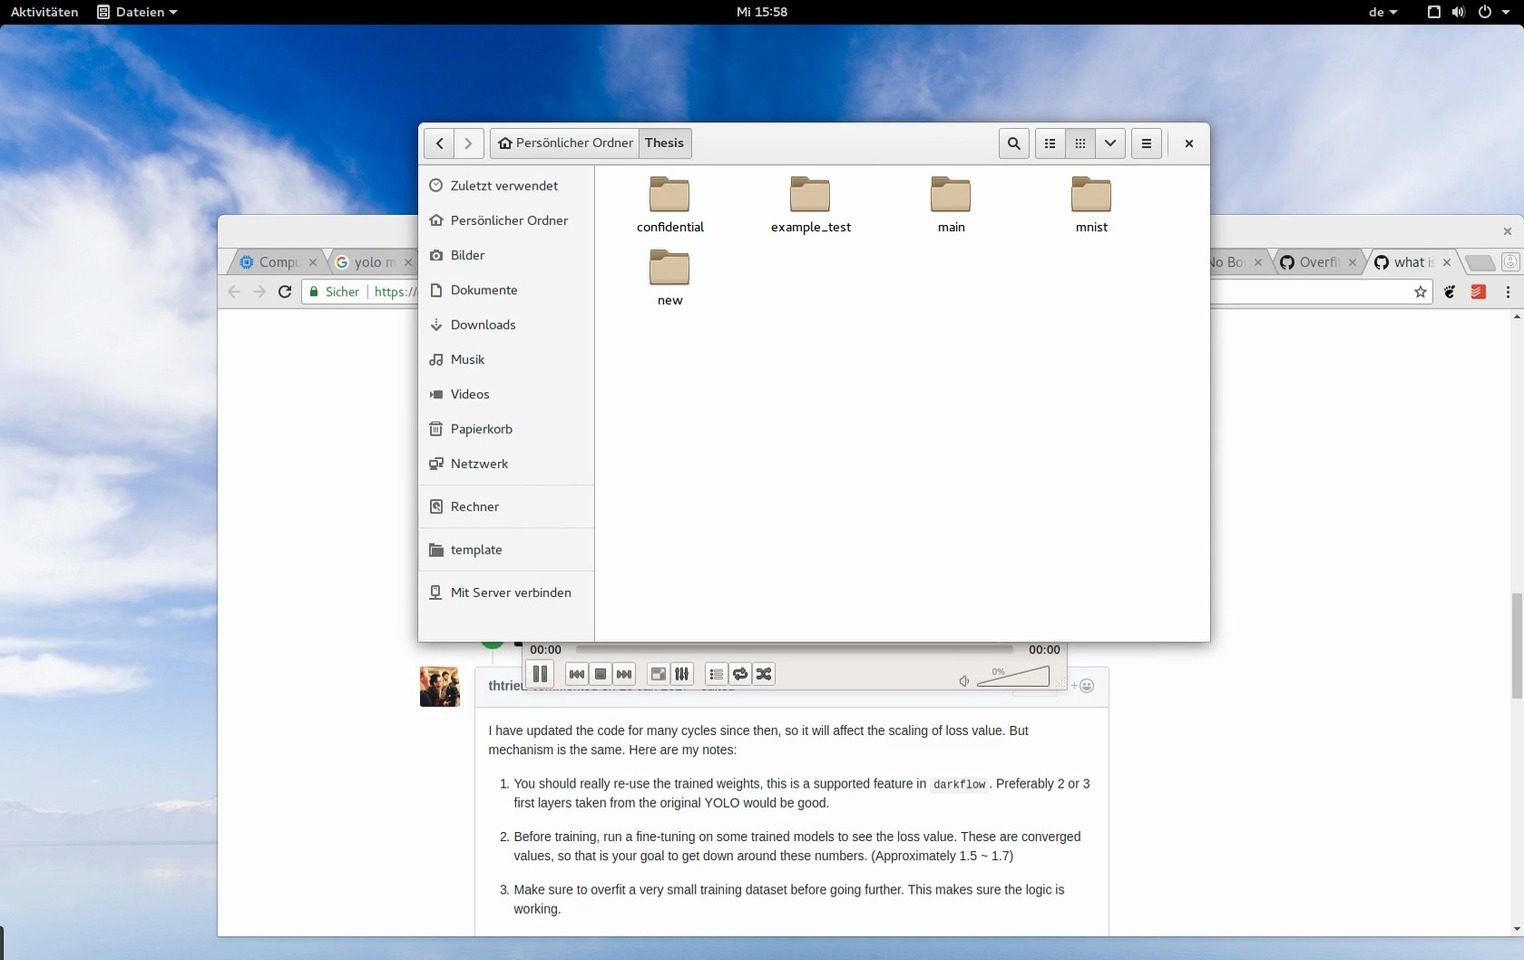 Aktivitäten Dateien Mi 15:58 de
Persönlicher Ordner Thesis
Zuletzt verwendet
Persönlicher Ordner
Bilder
Dokumente
Downloads
Musik
Videos
Papierkorb
Netzwerk
Rechner
template
Mit Server verbinden
confidential example_test main mnist
new
Compu yolo m No Bo Overfi what is
Sicher https://
00:00 00:00
0%
thtrieu
I have updated the code for many cycles since then, so it will affect the scaling of loss value. But
mechanism is the same. Here are my notes:
1. You should really re-use the trained weights, this is a supported feature in darkflow. Preferably 2 or 3
first layers taken from the original YOLO would be good.
2. Before training, run a fine-tuning on some trained models to see the loss value. These are converged
values, so that is your goal to get down around these numbers. (Approximately 1.5 ~ 1.7)
3. Make sure to overfit a very small training dataset before going further. This makes sure the logic is
working.